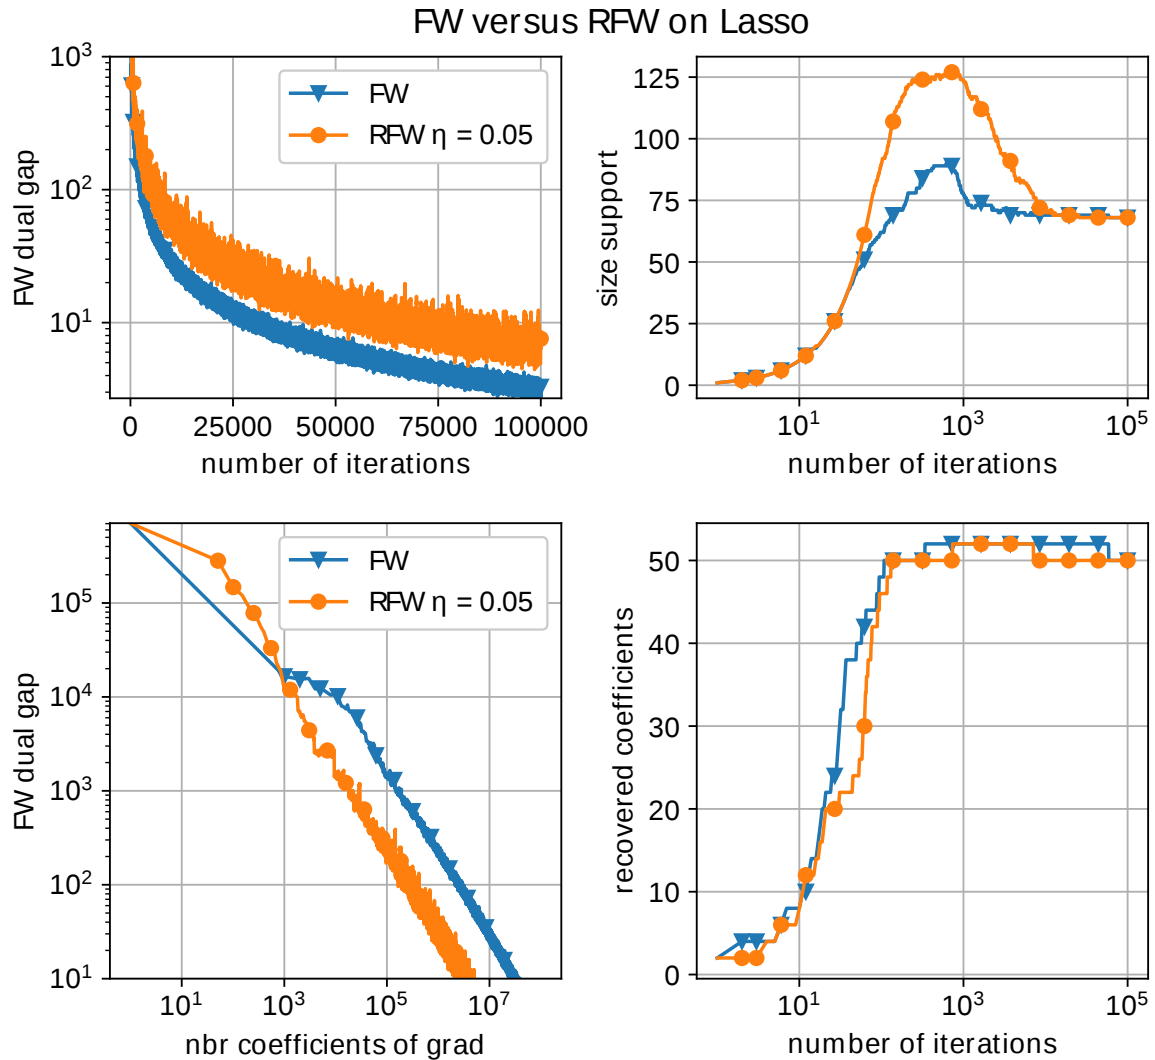 FW versus RFW on Lasso
FW dual gap
10³
10²
10¹
FW
RFW η = 0.05
0 25000 50000 75000 100000
number of iterations
size support
125
100
75
50
25
0
10¹ 10³ 10⁵
number of iterations
FW dual gap
10⁵
10⁴
10³
10²
10¹
FW
RFW η = 0.05
10¹ 10³ 10⁵ 10⁷
nbr coefficients of grad
recovered coefficients
50
40
30
20
10
0
10¹ 10³ 10⁵
number of iterations